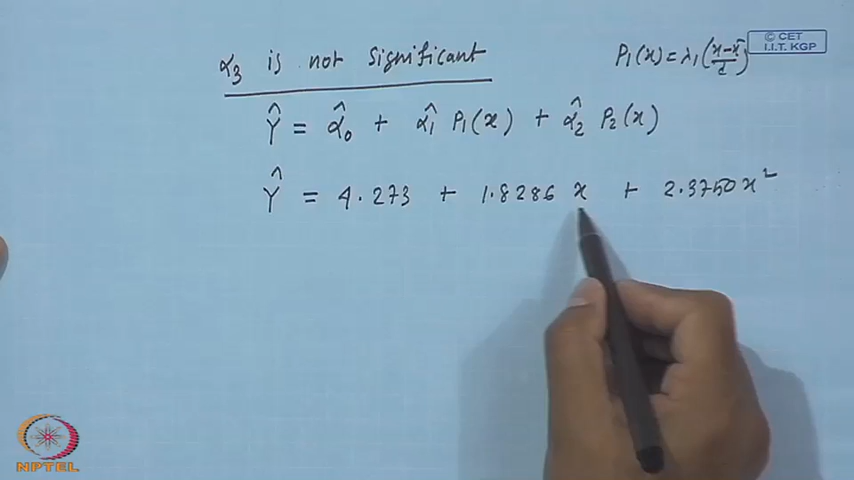 α₃ is not significant
P₁(x) = λ₁((x-x̄)/2)
© CET
I.I.T. KGP
Ŷ = α̂₀ + α̂₁ P₁(x) + α̂₂ P₂(x)
Ŷ = 4.273 + 1.8286 x + 2.3750 x²
NPTEL